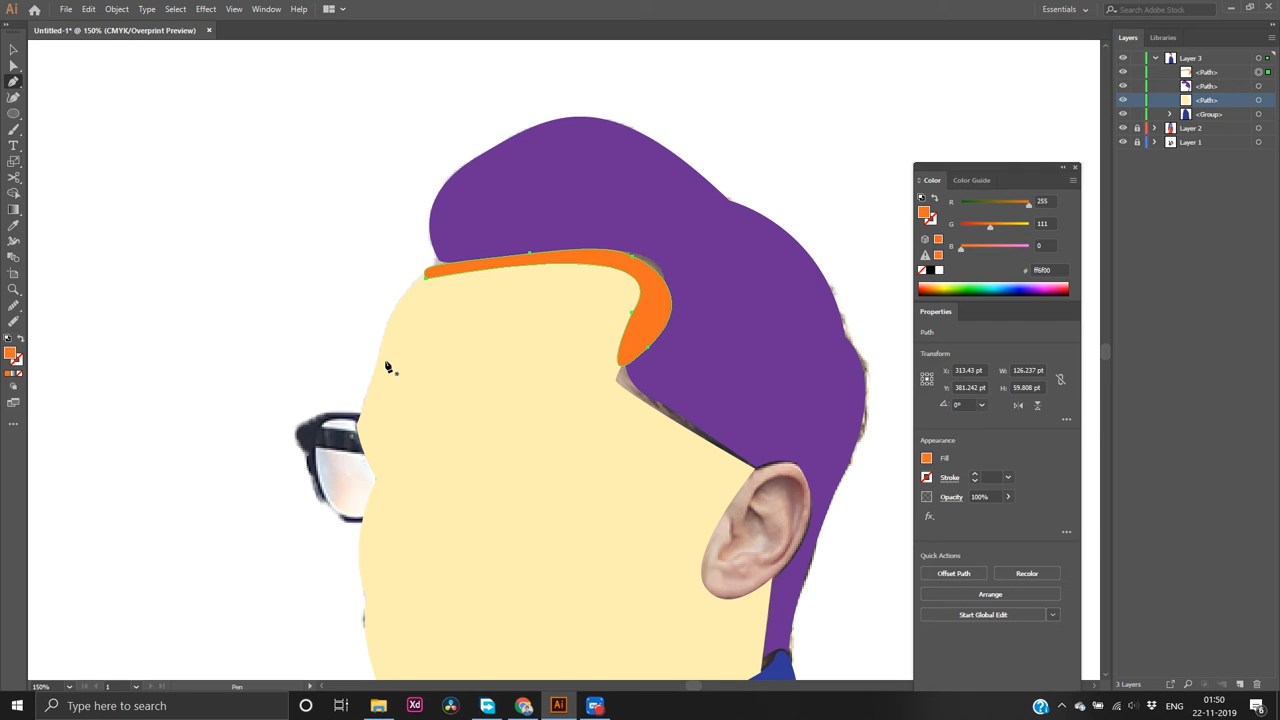 Ai File Edit Object Type Select Effect View Window Help Essentials Search Adobe Stock
Untitled-1* @ 150% (CMYK/Overprint Preview) ×
Layers Libraries
Layer 3
<Path>
<Path>
<Path>
<Group>
Layer 2
Layer 1
Color Color Guide
R 255
G 111
B 0
# ff6f00
Properties
Path
Transform
X: 313.43 pt W: 126.237 pt
Y: 381.242 pt H: 59.808 pt
0°
Appearance
Fill
Stroke
Opacity 100%
fx.
Quick Actions
Offset Path Recolor
Arrange
Start Global Edit
150% 1 Pen 3 Layers
Type here to search Xd Ai ENG 01:50
22-11-2019